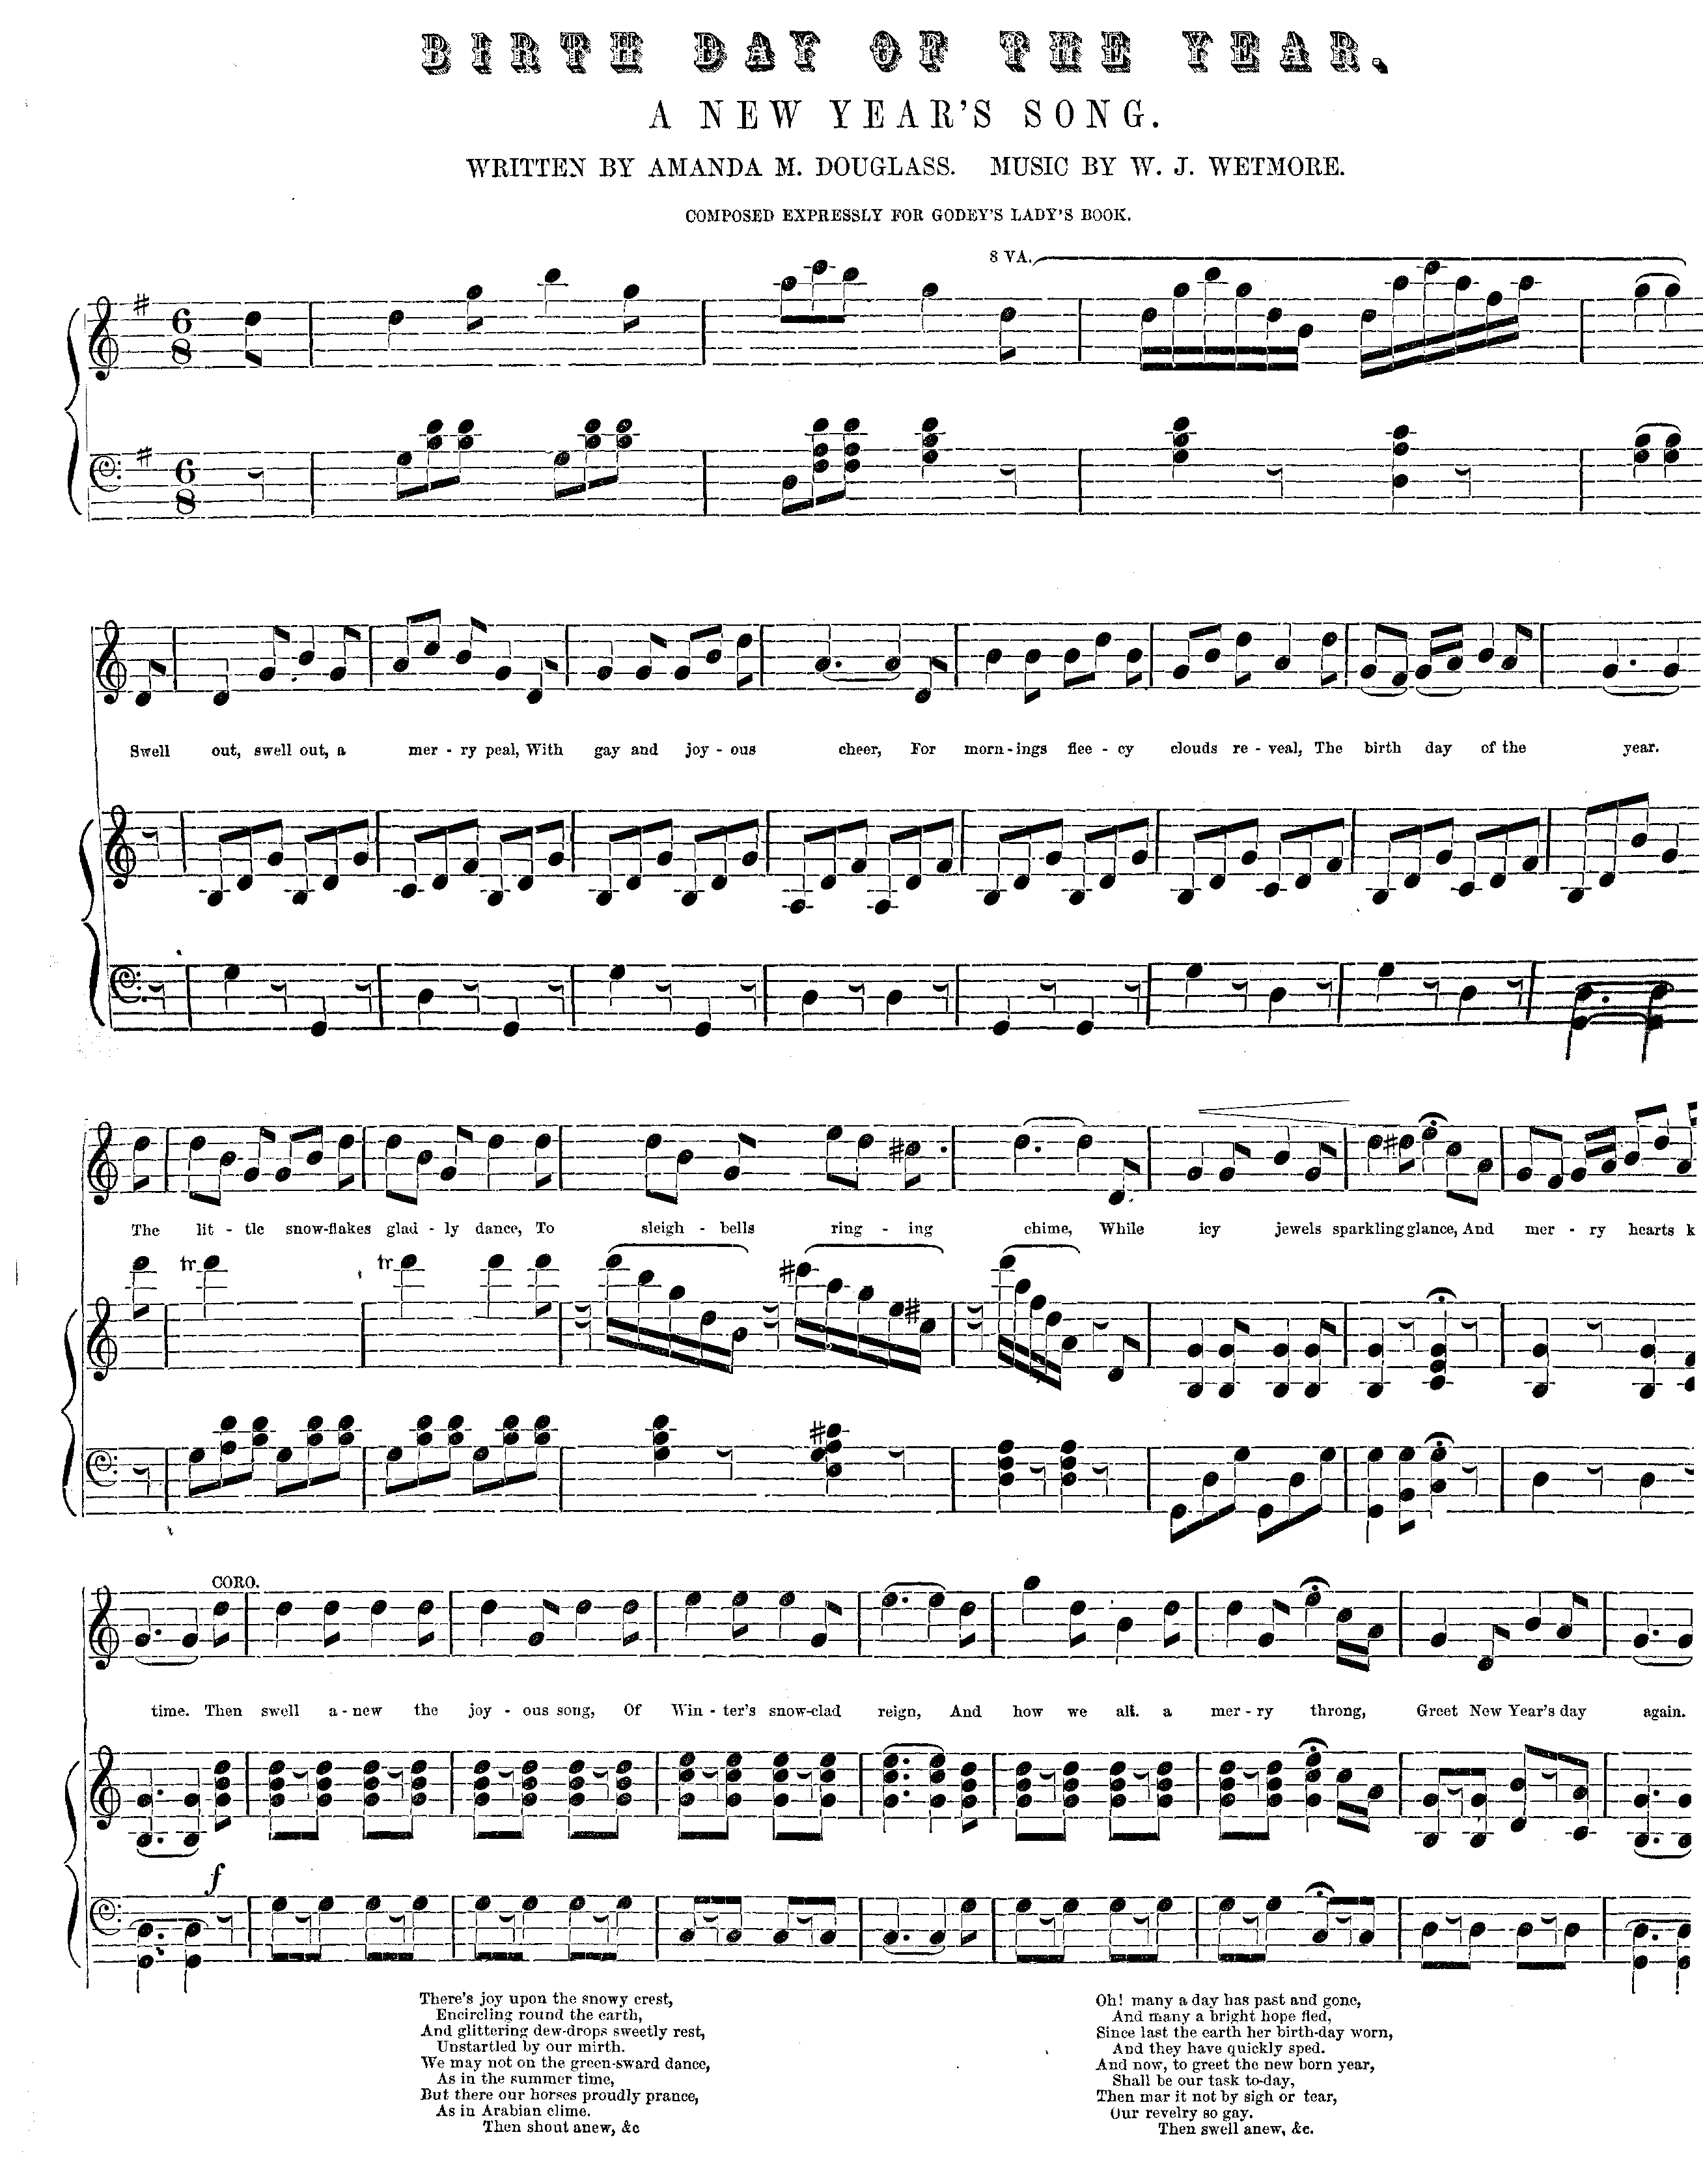 BIRTH DAY OF THE YEAR.
A NEW YEAR'S SONG.
WRITTEN BY AMANDA M. DOUGLASS. MUSIC BY W. J. WETMORE.
COMPOSED EXPRESSLY FOR GODEY'S LADY'S BOOK.
8 VA.
6
8
6
8
Swell out, swell out, a mer - ry peal, With gay and joy - ous cheer, For morn - ings flee - cy clouds re - veal, The birth day of the year.
The lit - tle snow-flakes glad - ly dance, To sleigh - bells ring - ing chime, While icy jewels sparkling glance, And mer - ry hearts k
tr tr
CORO.
time. Then swell a - new the joy - ous song, Of Win - ter's snow-clad reign, And how we all. a mer - ry throng, Greet New Year's day again.
f
There's joy upon the snowy crest,
Encircling round the earth,
And glittering dew-drops sweetly rest,
Unstartled by our mirth.
We may not on the green-sward dance,
As in the summer time,
But there our horses proudly prance,
As in Arabian clime.
Then shout anew, &c
Oh! many a day has past and gone,
And many a bright hope fled,
Since last the earth her birth-day worn,
And they have quickly sped.
And now, to greet the new born year,
Shall be our task to-day,
Then mar it not by sigh or tear,
Our revelry so gay.
Then swell anew, &c.